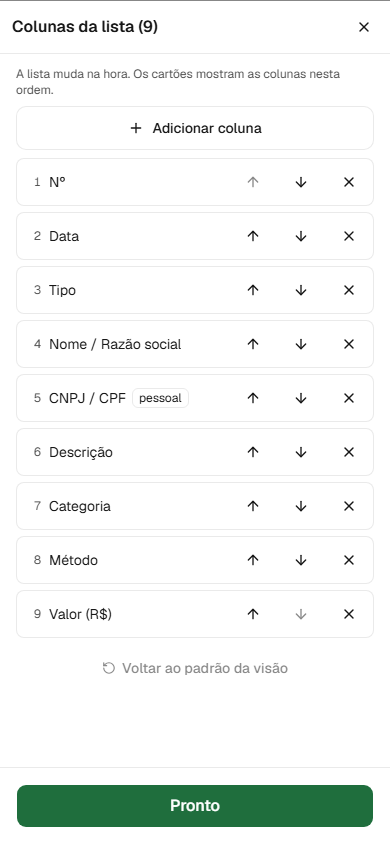 Colunas da lista (9)
A lista muda na hora. Os cartões mostram as colunas nesta
ordem.
Adicionar coluna
1 Nº
2 Data
3 Tipo
4 Nome / Razão social
5 CNPJ / CPF pessoal
6 Descrição
7 Categoria
8 Método
9 Valor (R$)
Voltar ao padrão da visão
Pronto